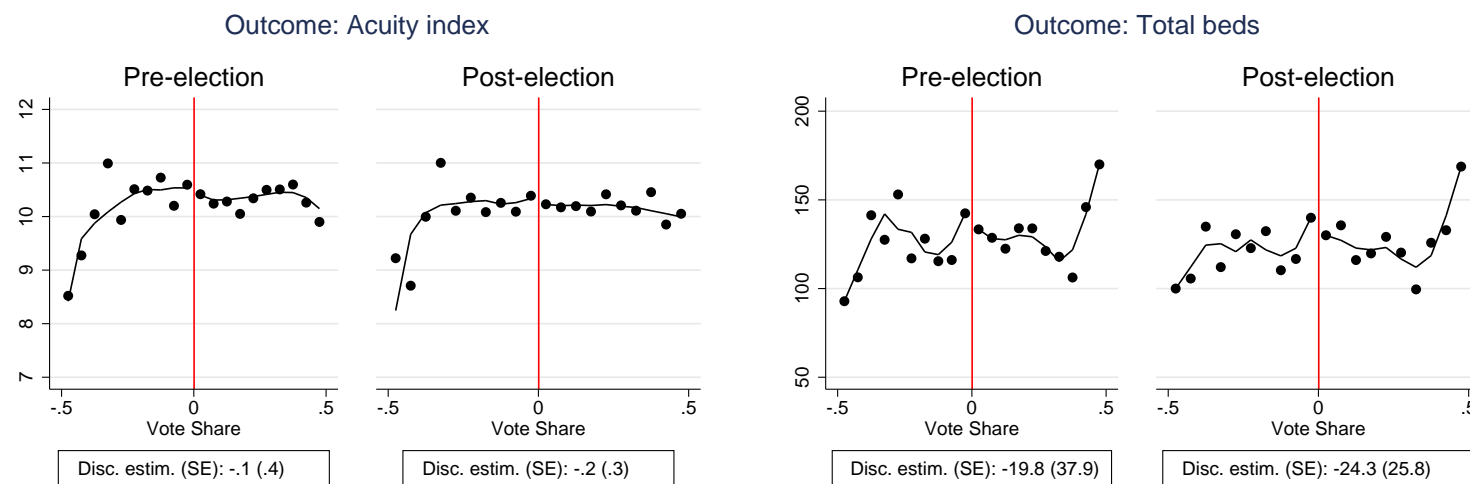 Outcome: Acuity index
Pre-election
Post-election
12
11
10
9
8
7
-.5 0 .5
Vote Share
-.5 0 .5
Vote Share
Disc. estim. (SE): -.1 (.4)
Disc. estim. (SE): -.2 (.3)
Outcome: Total beds
Pre-election
Post-election
200
150
100
50
-.5 0 .5
Vote Share
-.5 0 .5
Vote Share
Disc. estim. (SE): -19.8 (37.9)
Disc. estim. (SE): -24.3 (25.8)